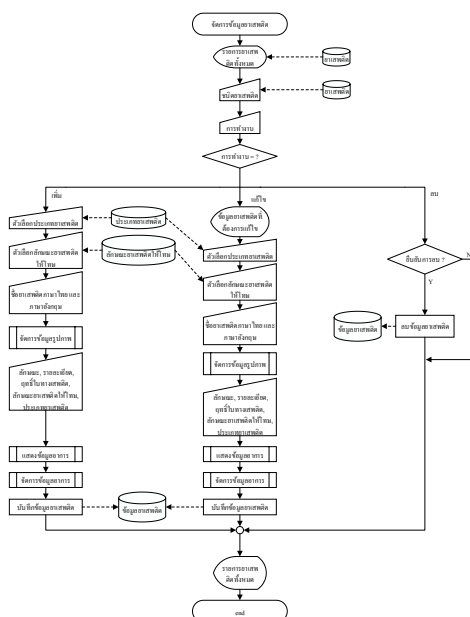 จัดการข้อมูลยาเสพติด
รายการยาเสพ
ติดทั้งหมด
ยาเสพติด
ชนิดยาเสพติด
ยาเสพติด
การทำงาน
การทำงาน = ?
เพิ่ม
แก้ไข
ลบ
ตัวเลือกประเภทยาเสพติด
ประเภทยาเสพติด
ข้อมูลยาเสพติดที่
ต้องการแก้ไข
ตัวเลือกลักษณะยาเสพติด
ให้โทษ
ลักษณะยาเสพติดให้โทษ
ตัวเลือกประเภทยาเสพติด
ยืนยันการลบ ?
N
Y
ตัวเลือกลักษณะยาเสพติด
ให้โทษ
ชื่อยาเสพติดภาษาไทยและ
ภาษาอังกฤษ
ข้อมูลยาเสพติด
ลบข้อมูลยาเสพติด
ชื่อยาเสพติดภาษาไทยและ
ภาษาอังกฤษ
จัดการข้อมูลรูปภาพ
จัดการข้อมูลรูปภาพ
ลักษณะ, รายละเอียด,
ฤทธิ์ในทางเสพติด,
ลักษณะยาเสพติดให้โทษ,
ประเภทยาเสพติด
ลักษณะ, รายละเอียด,
ฤทธิ์ในทางเสพติด,
ลักษณะยาเสพติดให้โทษ,
ประเภทยาเสพติด
แสดงข้อมูลอาการ
แสดงข้อมูลอาการ
จัดการข้อมูลอาการ
จัดการข้อมูลอาการ
บันทึกข้อมูลยาเสพติด
ข้อมูลยาเสพติด
บันทึกข้อมูลยาเสพติด
รายการยาเสพ
ติดทั้งหมด
end